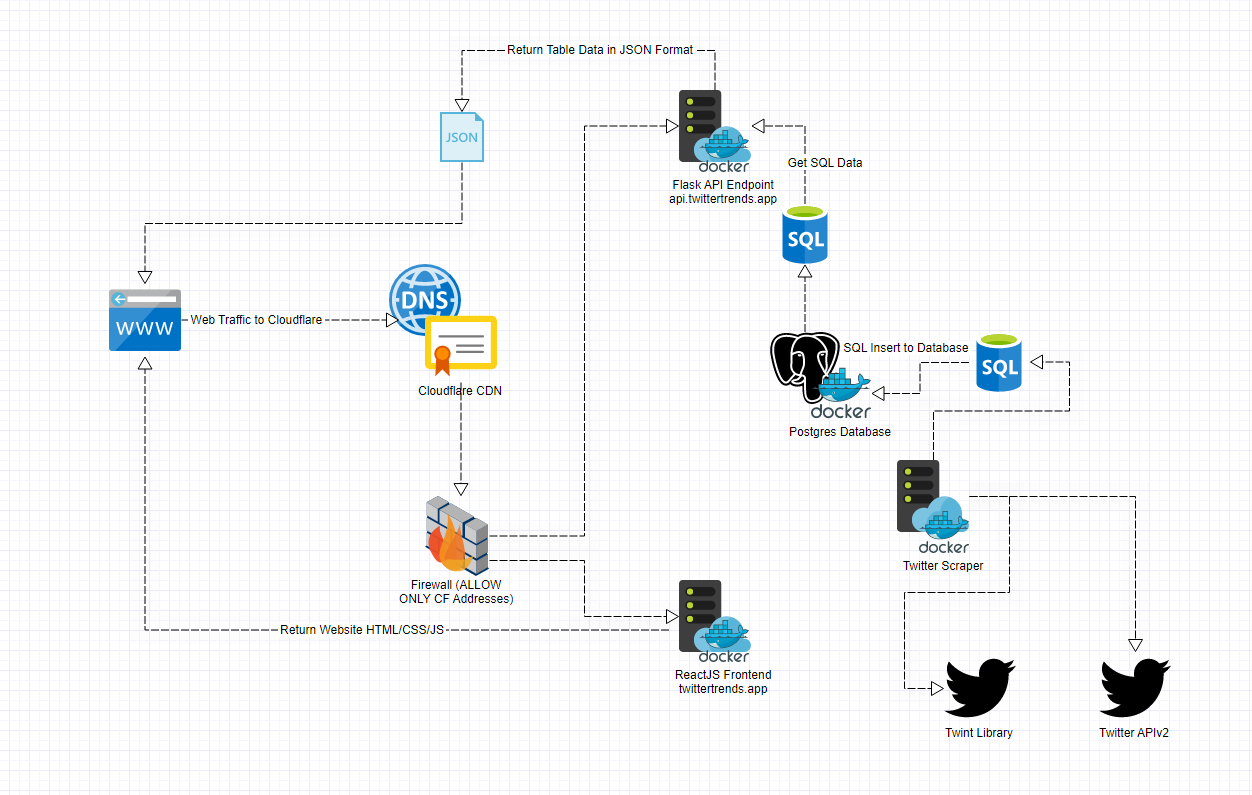 Return Table Data in JSON Format
JSON
docker
Flask API Endpoint
api.twittertrends.app
Get SQL Data
SQL
DNS
WWW
Web Traffic to Cloudflare
Cloudflare CDN
SQL Insert to Database
SQL
docker
Postgres Database
docker
Twitter Scraper
Firewall (ALLOW
ONLY CF Addresses)
Return Website HTML/CSS/JS
docker
ReactJS Frontend
twittertrends.app
Twint Library
Twitter APIv2